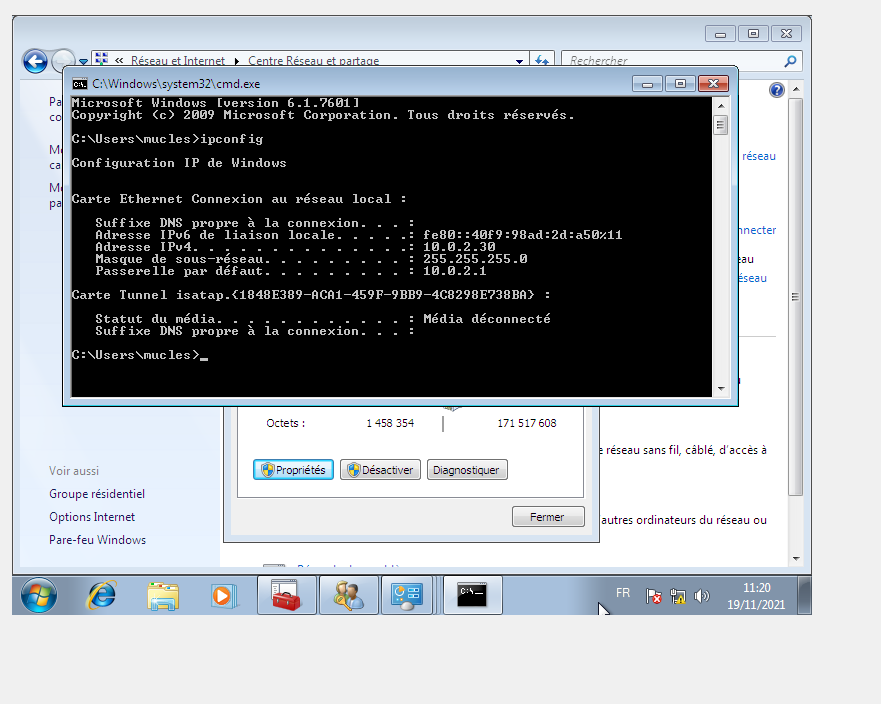 « Réseau et Internet Centre Réseau et partage
Rechercher
C:\Windows\system32\cmd.exe
Microsoft Windows [version 6.1.7601]
Copyright (c) 2009 Microsoft Corporation. Tous droits réservés.
C:\Users\mucles>ipconfig
Configuration IP de Windows
Carte Ethernet Connexion au réseau local :
Suffixe DNS propre à la connexion. . . :
Adresse IPv6 de liaison locale. . . . .: fe80::40f9:98ad:2d:a50%11
Adresse IPv4. . . . . . . . . . . . . .: 10.0.2.30
Masque de sous-réseau. . . . . . . . . : 255.255.255.0
Passerelle par défaut. . . . . . . . . : 10.0.2.1
Carte Tunnel isatap.{1848E389-ACA1-459F-9BB9-4C8298E738BA} :
Statut du média. . . . . . . . . . . . : Média déconnecté
Suffixe DNS propre à la connexion. . . :
C:\Users\mucles>_
Pa
co
Me
ca
Me
pa
réseau
nnecter
eau
éseau
Octets : 1 458 354 171 517 608
Propriétés Désactiver Diagnostiquer
Fermer
e réseau sans fil, câblé, d'accès à
autres ordinateurs du réseau ou
Voir aussi
Groupe résidentiel
Options Internet
Pare-feu Windows
FR
11:20
19/11/2021